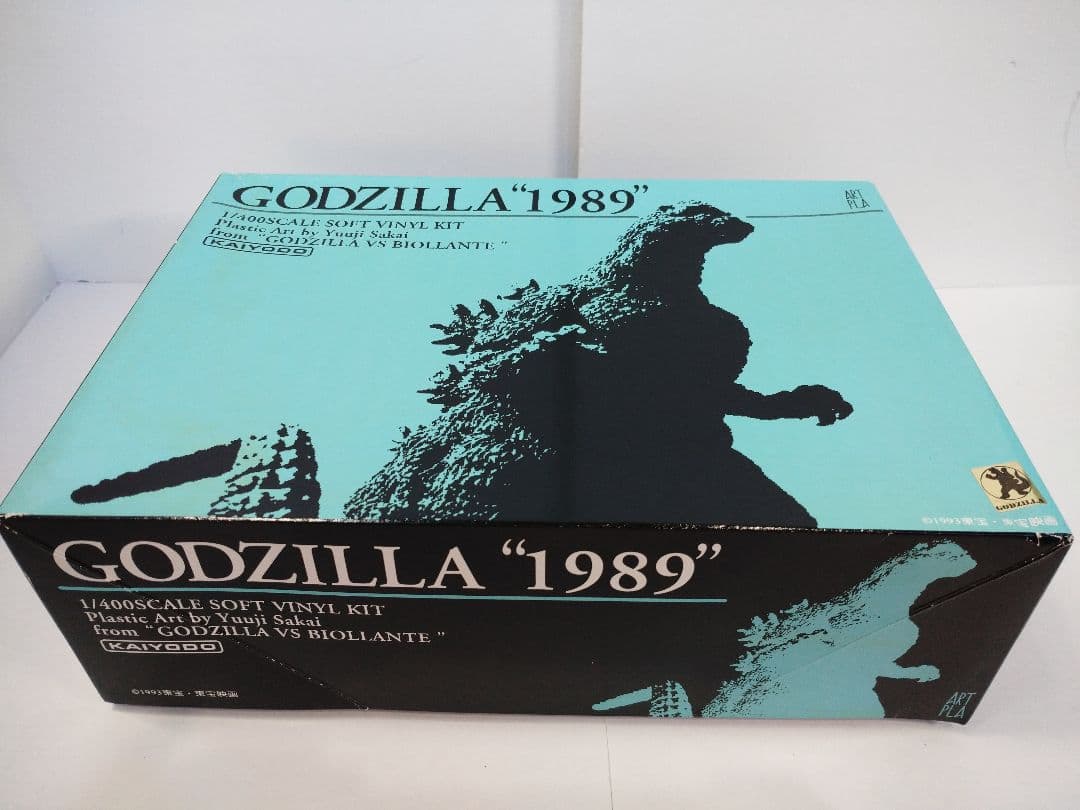 GODZILLA “1989”
ART
PLA
1/400SCALE SOFT VINYL KIT
Plastic Art by Yuuji Sakai
from “GODZILLA VS BIOLLANTE”
KAIYODO
©1993東宝・東宝映画
GODZILLA “1989”
1/400SCALE SOFT VINYL KIT
Plastic Art by Yuuji Sakai
from “GODZILLA VS BIOLLANTE”
KAIYODO
©1993東宝・東宝映画
ART
PLA